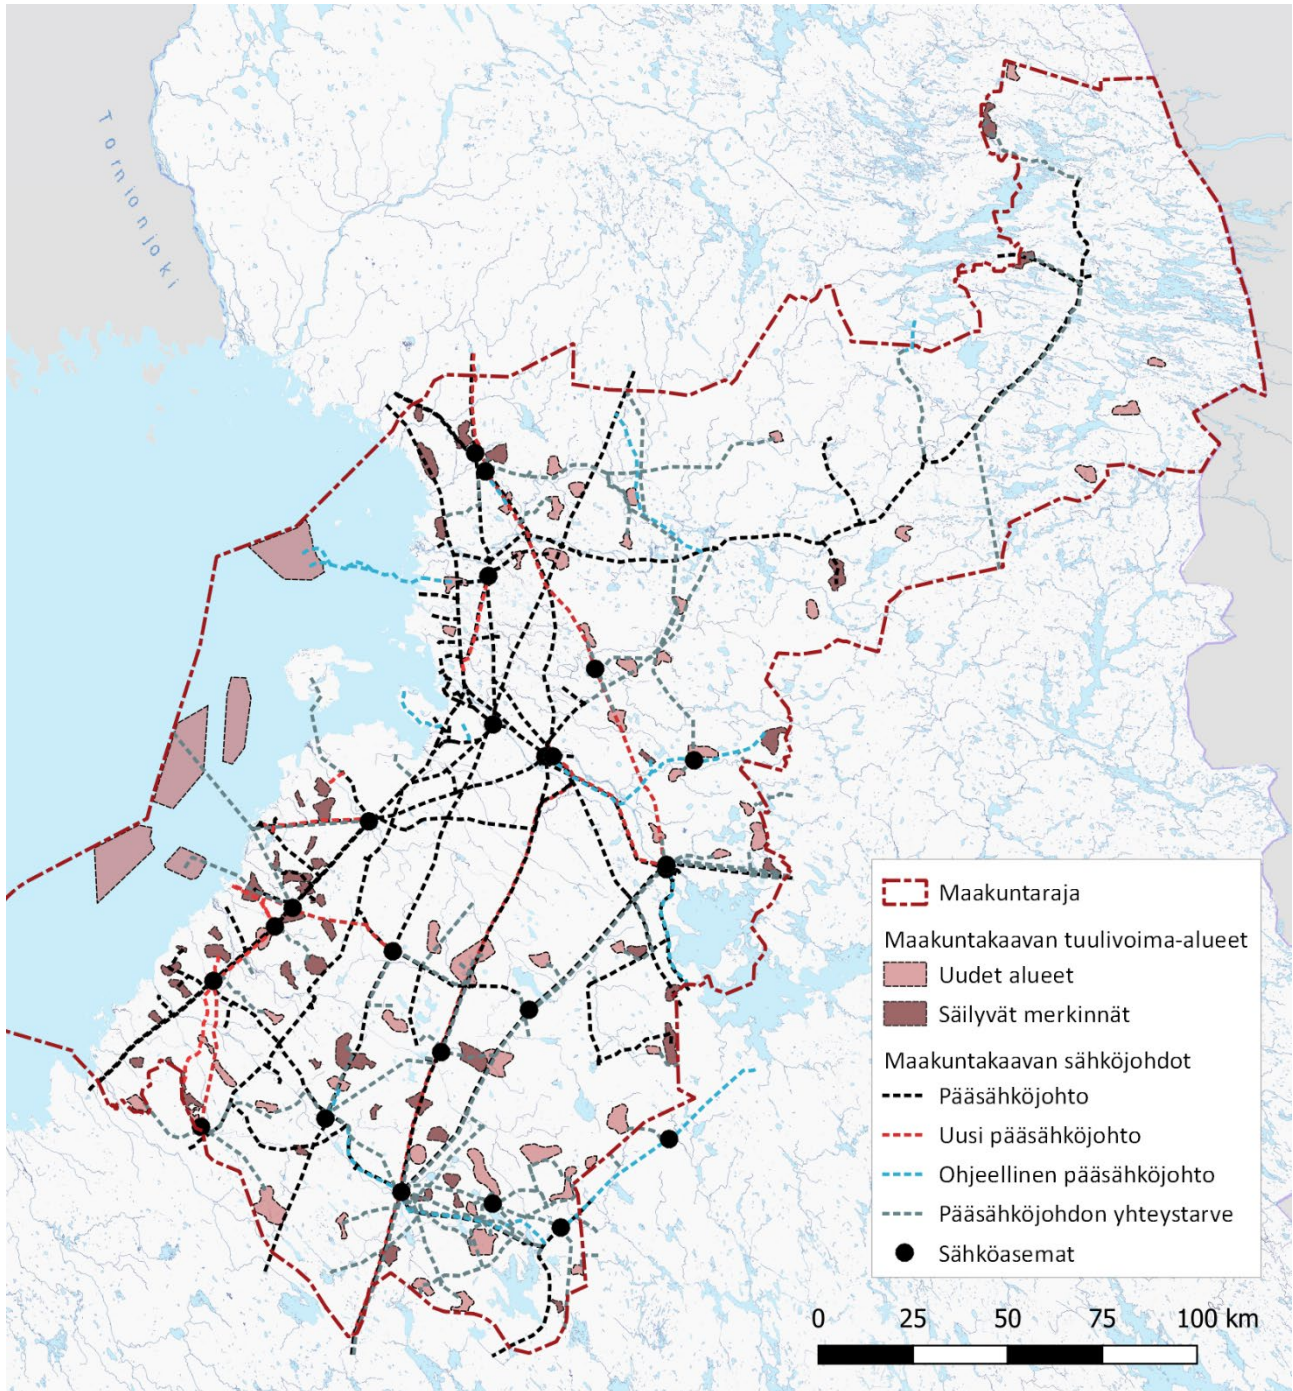 Tornionjoki
Maakuntaraja
Maakuntakaavan tuulivoima-alueet
Uudet alueet
Säilyvät merkinnät
Maakuntakaavan sähköjohdot
Pääsähköjohto
Uusi pääsähköjohto
Ohjeellinen pääsähköjohto
Pääsähköjohdon yhteystarve
Sähköasemat
0 25 50 75 100 km